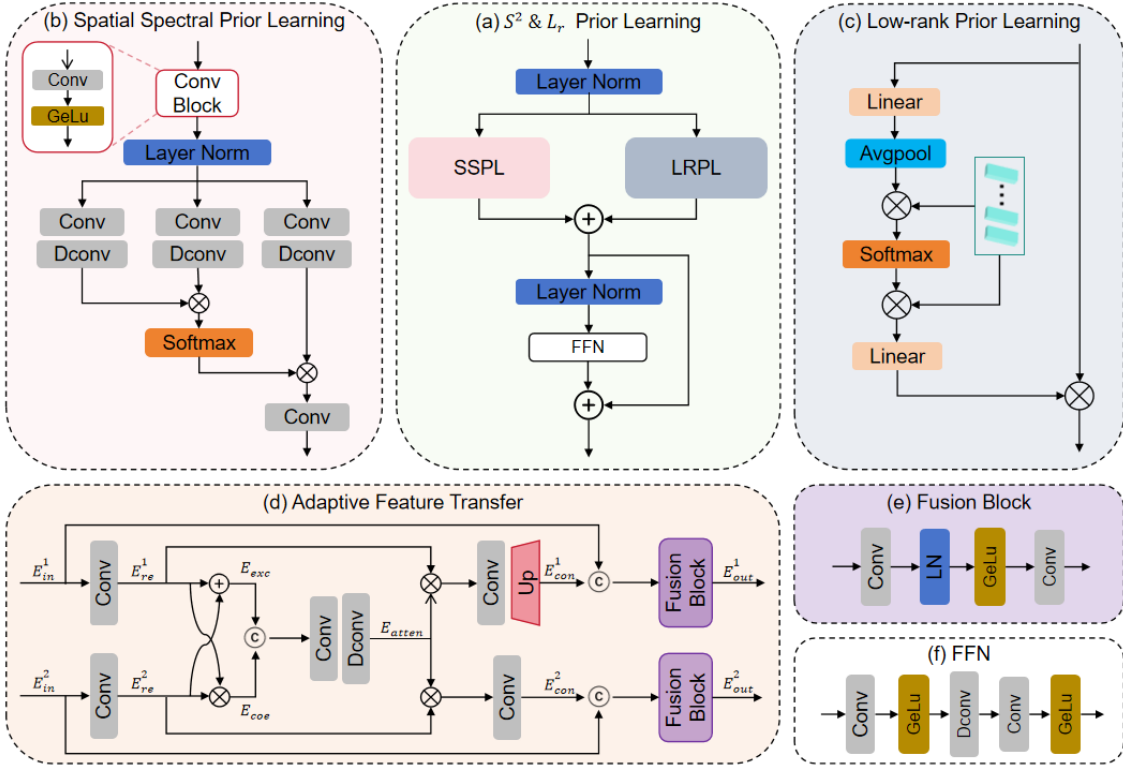 (b) Spatial Spectral Prior Learning
Conv
GeLu
Conv
Block
Layer Norm
Conv
Conv
Conv
Dconv
Dconv
Dconv
Softmax
Conv
(a) S² & Lᵣ Prior Learning
Layer Norm
SSPL
LRPL
Layer Norm
FFN
(c) Low-rank Prior Learning
Linear
Avgpool
Softmax
Linear
(d) Adaptive Feature Transfer
E¹in
Conv
E¹re
Eexc
Conv
Dconv
Eatten
Conv
Up
E¹con
C
C
Fusion
Block
E¹out
E²in
Conv
E²re
Ecoe
Conv
E²con
C
Fusion
Block
E²out
(e) Fusion Block
Conv
LN
GeLu
Conv
(f) FFN
Conv
GeLu
Dconv
Conv
GeLu